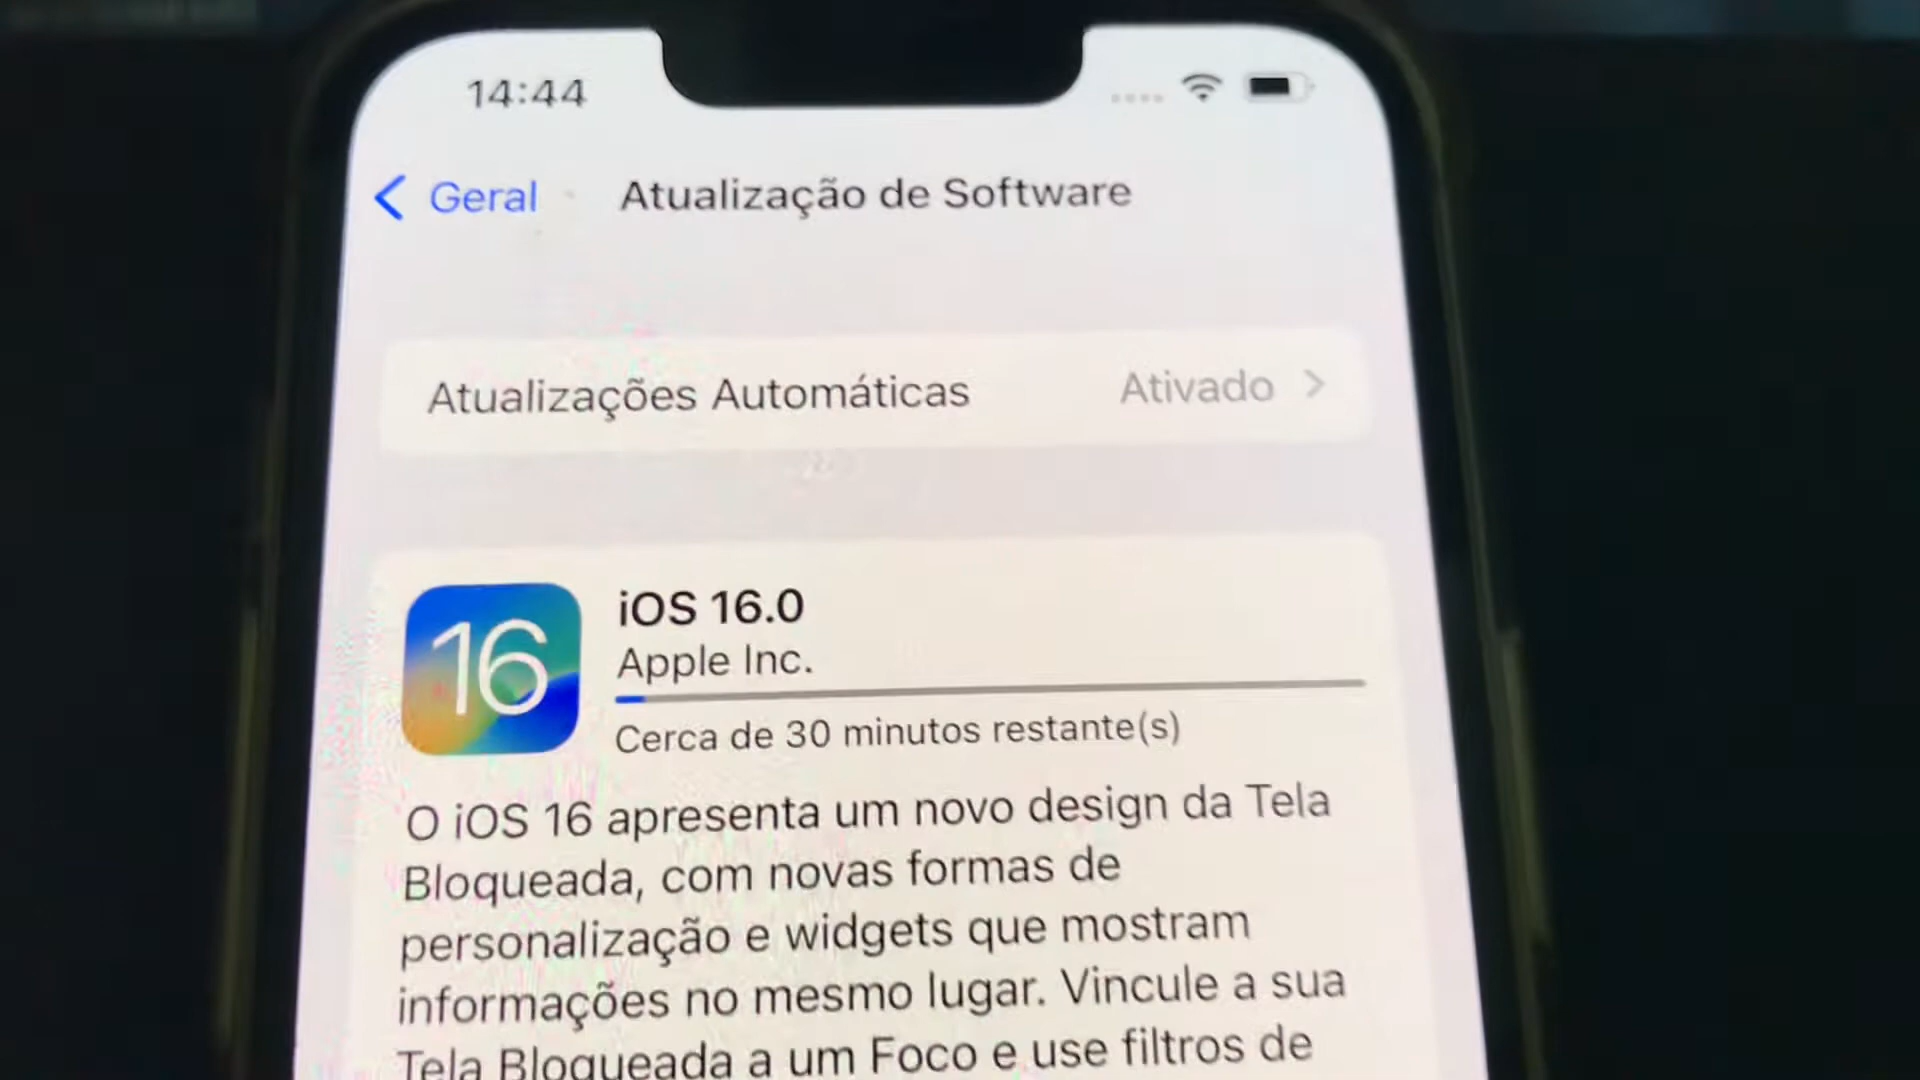 14:44
Geral
Atualização de Software
Atualizações Automáticas
Ativado
16
iOS 16.0
Apple Inc.
Cerca de 30 minutos restante(s)
O iOS 16 apresenta um novo design da Tela
Bloqueada, com novas formas de
personalização e widgets que mostram
informações no mesmo lugar. Vincule a sua
Tela Bloqueada a um Foco e use filtros de